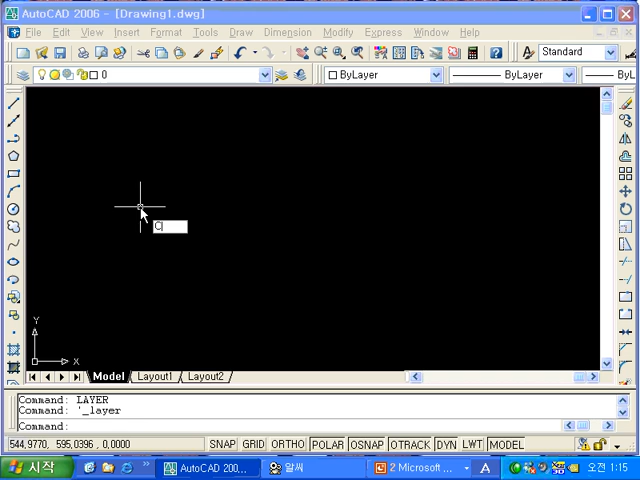 AutoCAD 2006 - [Drawing1.dwg]
File Edit View Insert Format Tools Draw Dimension Modify Express Window Help
Standard
0 ByLayer ByLayer ByL
C
Y
X
Model Layout1 Layout2
Command: LAYER
Command: '_layer
Command:
544,9770, 595,0396 , 0,0000 SNAP GRID ORTHO POLAR OSNAP OTRACK DYN LWT MODEL
시작 AutoCAD 200... 알씨 2 Microsoft ... A 오전 1:15